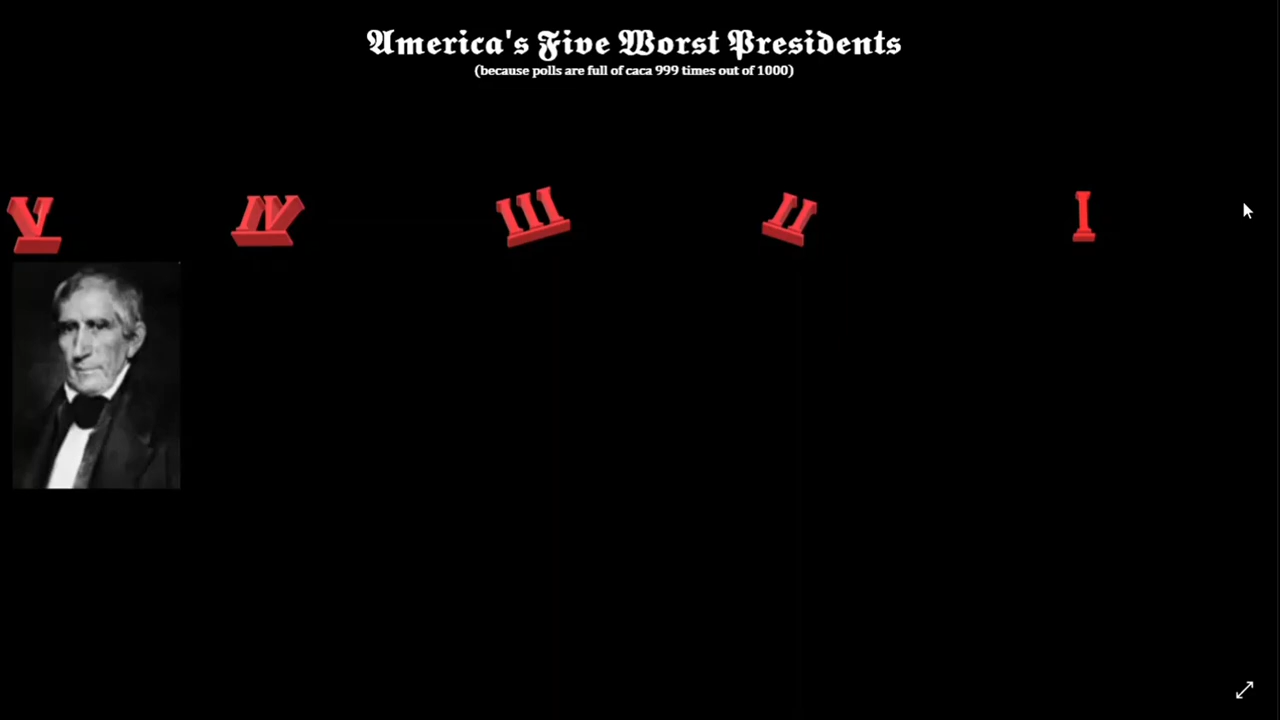 America's Five Worst Presidents
(because polls are full of caca 999 times out of 1000)
V IV III II I